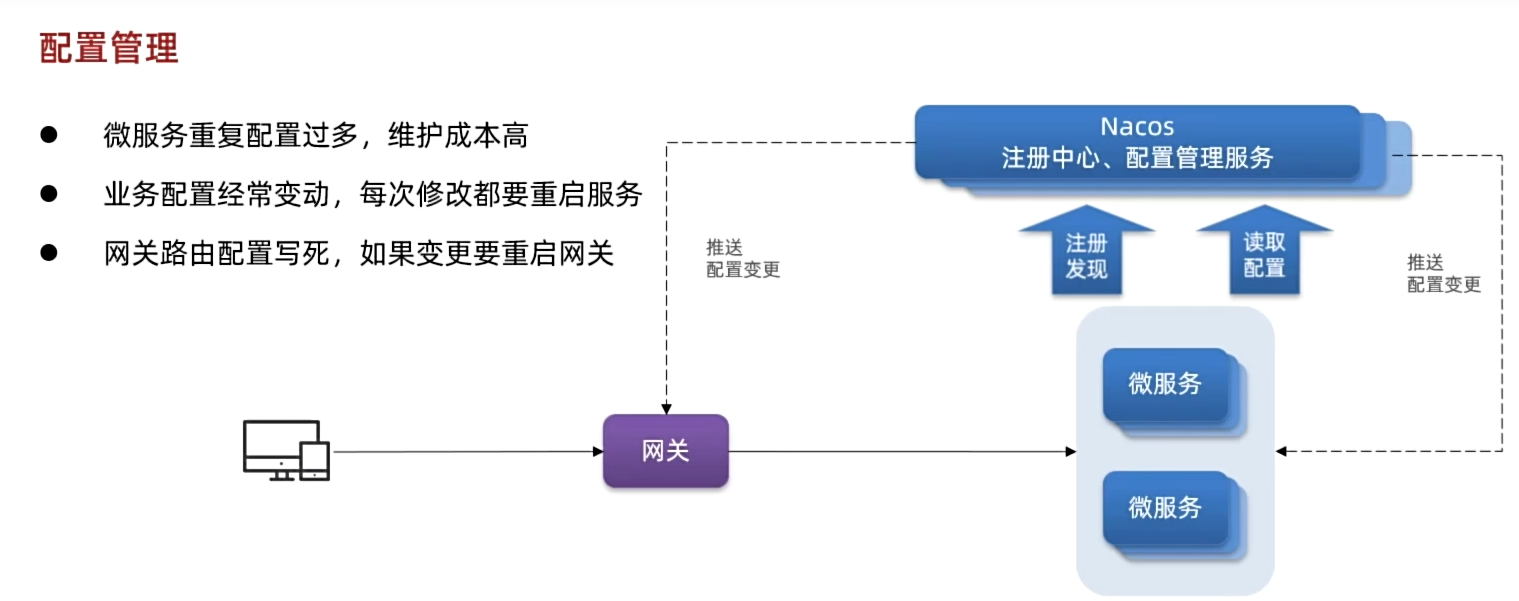 配置管理
● 微服务重复配置过多，维护成本高
● 业务配置经常变动，每次修改都要重启服务
● 网关路由配置写死，如果变更要重启网关
Nacos
注册中心、配置管理服务
推送
配置变更
注册
发现
读取
配置
推送
配置变更
微服务
网关
微服务